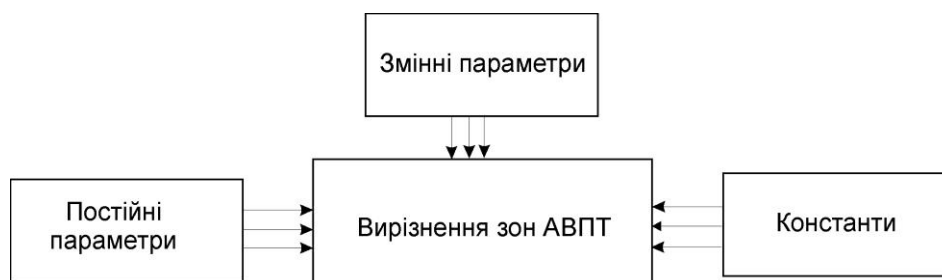 Змінні параметри
Постійні
параметри
Вирізнення зон АВПТ
Константи